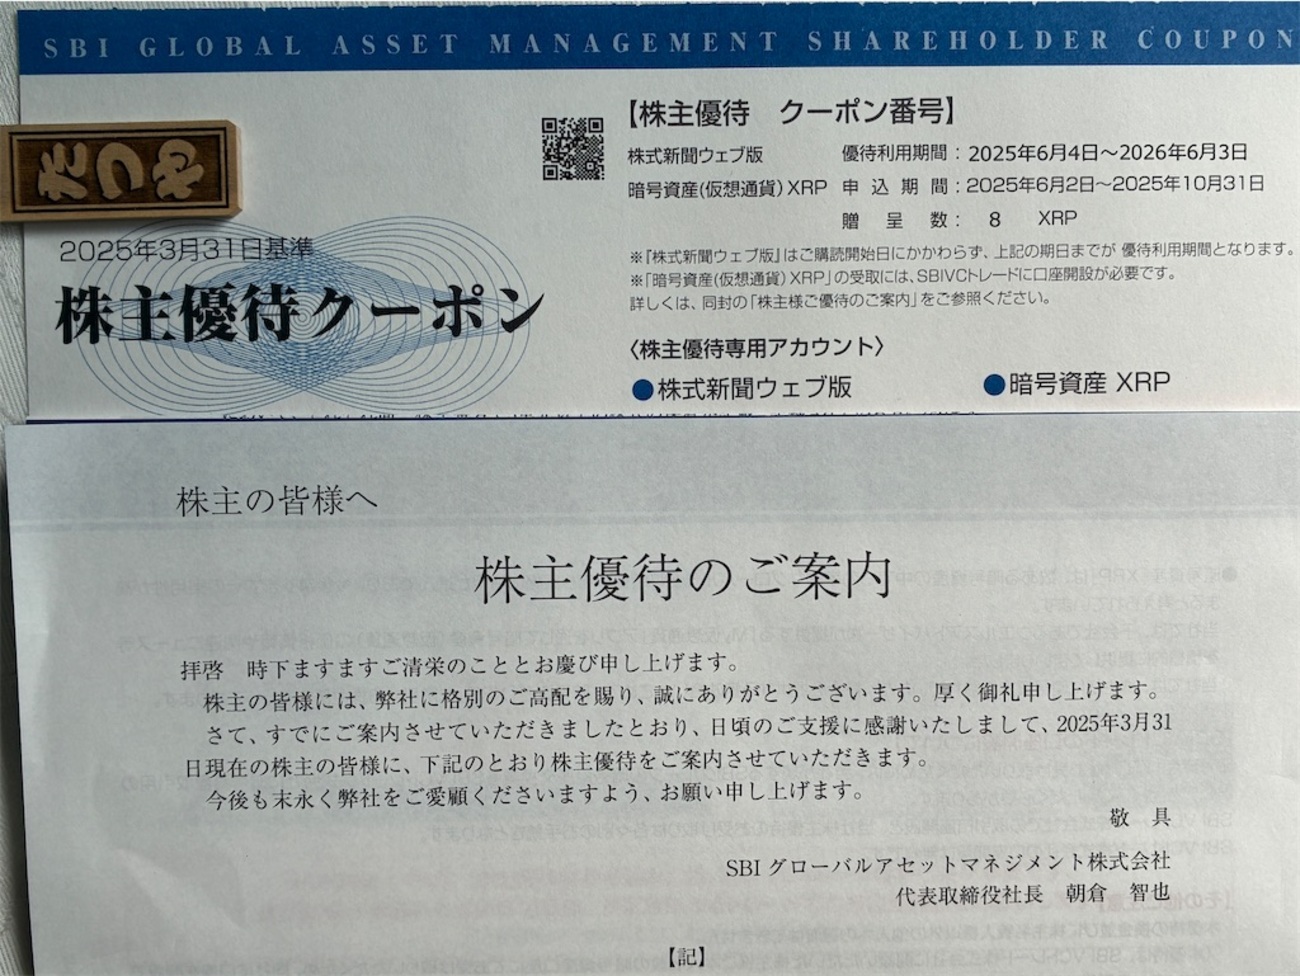 SBI GLOBAL ASSET MANAGEMENT SHAREHOLDER COUPON
たつや
2025年3月31日基準
株主優待クーポン
【株主優待 クーポン番号】
株式新聞ウェブ版 優待利用期間：2025年6月4日～2026年6月3日
暗号資産(仮想通貨)XRP 申込期間：2025年6月2日～2025年10月31日
贈呈数： 8 XRP
※『株式新聞ウェブ版』はご購読開始日にかかわらず、上記の期日までが 優待利用期間となります。
※「暗号資産(仮想通貨)XRP」の受取には、SBIVCトレードに口座開設が必要です。
詳しくは、同封の「株主様ご優待のご案内」をご参照ください。
〈株主優待専用アカウント〉
●株式新聞ウェブ版 ●暗号資産 XRP
株主の皆様へ
株主優待のご案内
拝啓 時下ますますご清栄のこととお慶び申し上げます。
株主の皆様には、弊社に格別のご高配を賜り、誠にありがとうございます。厚く御礼申し上げます。
さて、すでにご案内させていただきましたとおり、日頃のご支援に感謝いたしまして、2025年3月31
日現在の株主の皆様に、下記のとおり株主優待をご案内させていただきます。
今後も末永く弊社をご愛顧くださいますよう、お願い申し上げます。
敬 具
SBI グローバルアセットマネジメント株式会社
代表取締役社長 朝倉 智也
【記】